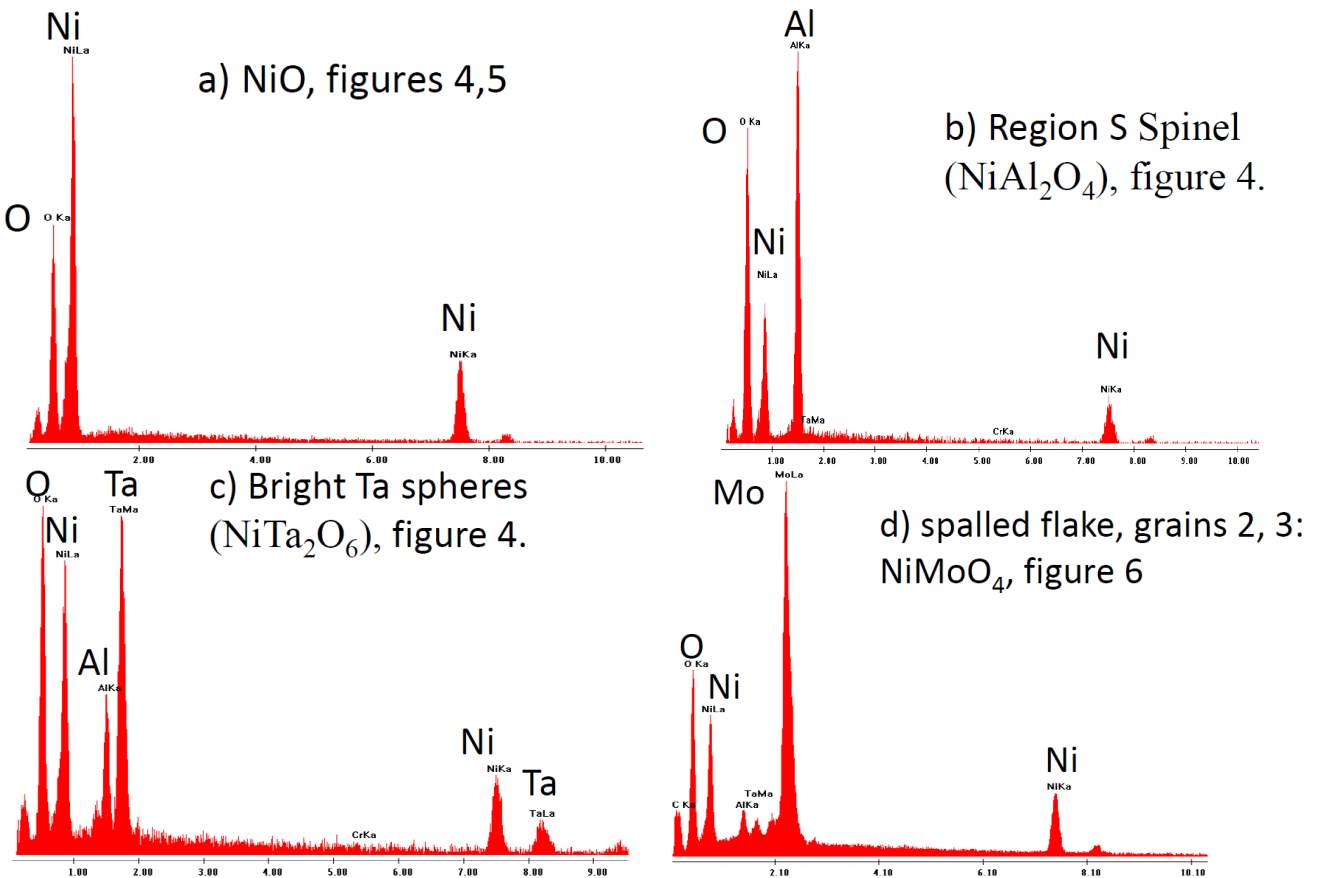 Ni
NiLa
a) NiO, figures 4,5
O
O Ka
Ni
NiKa
2.00 4.00 6.00 8.00 10.00
Al
AlKa
O
O Ka
b) Region S Spinel
(NiAl2O4), figure 4.
Ni
NiLa
Ni
NiKa
TaMa
CrKa
1.00 2.00 3.00 4.00 5.00 6.00 7.00 8.00 9.00 10.00
O
O Ka
Ta
TaMa
c) Bright Ta spheres
(NiTa2O6), figure 4.
Ni
NiLa
Al
AlKa
Ni
NiKa
Ta
TaLa
CrKa
1.00 2.00 3.00 4.00 5.00 6.00 7.00 8.00 9.00
MoLa
Mo
d) spalled flake, grains 2, 3:
NiMoO4, figure 6
O
O Ka
Ni
NiLa
Ni
NiKa
C Ka
AlKa
TaMa
2.10 4.10 6.10 8.10 10.10